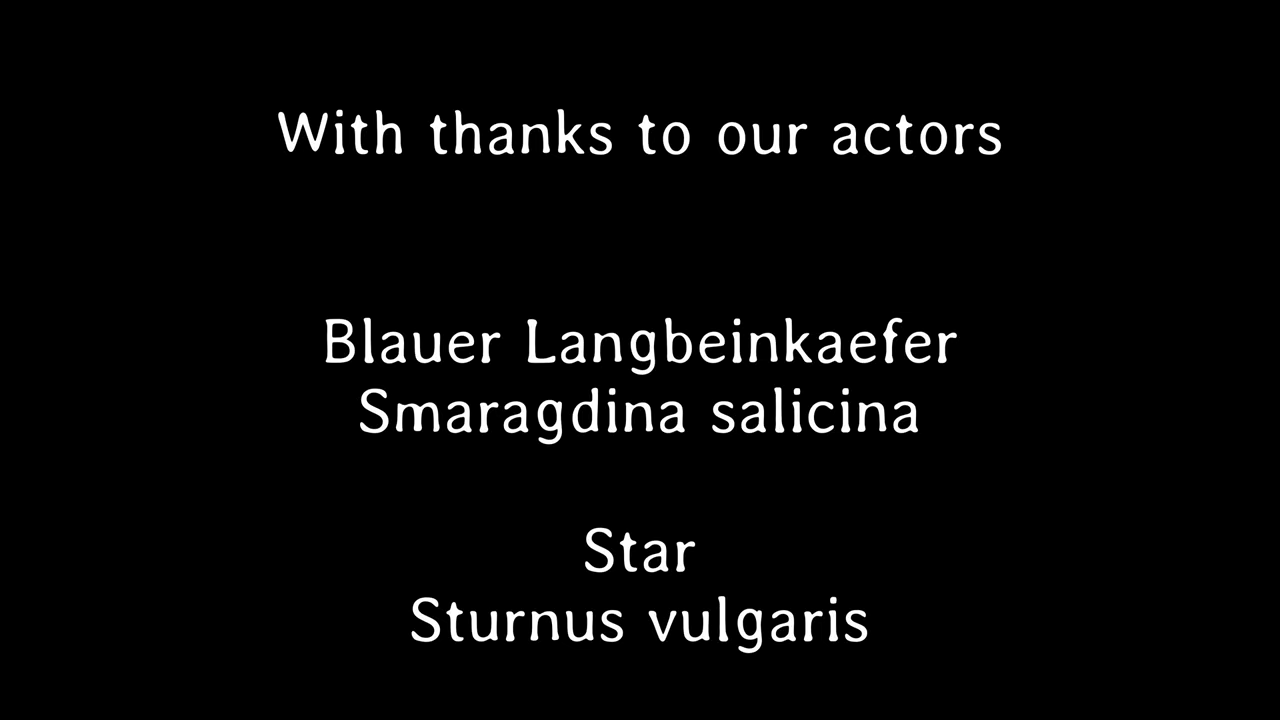 With thanks to our actors
Blauer Langbeinkaefer
Smaragdina salicina
Star
Sturnus vulgaris